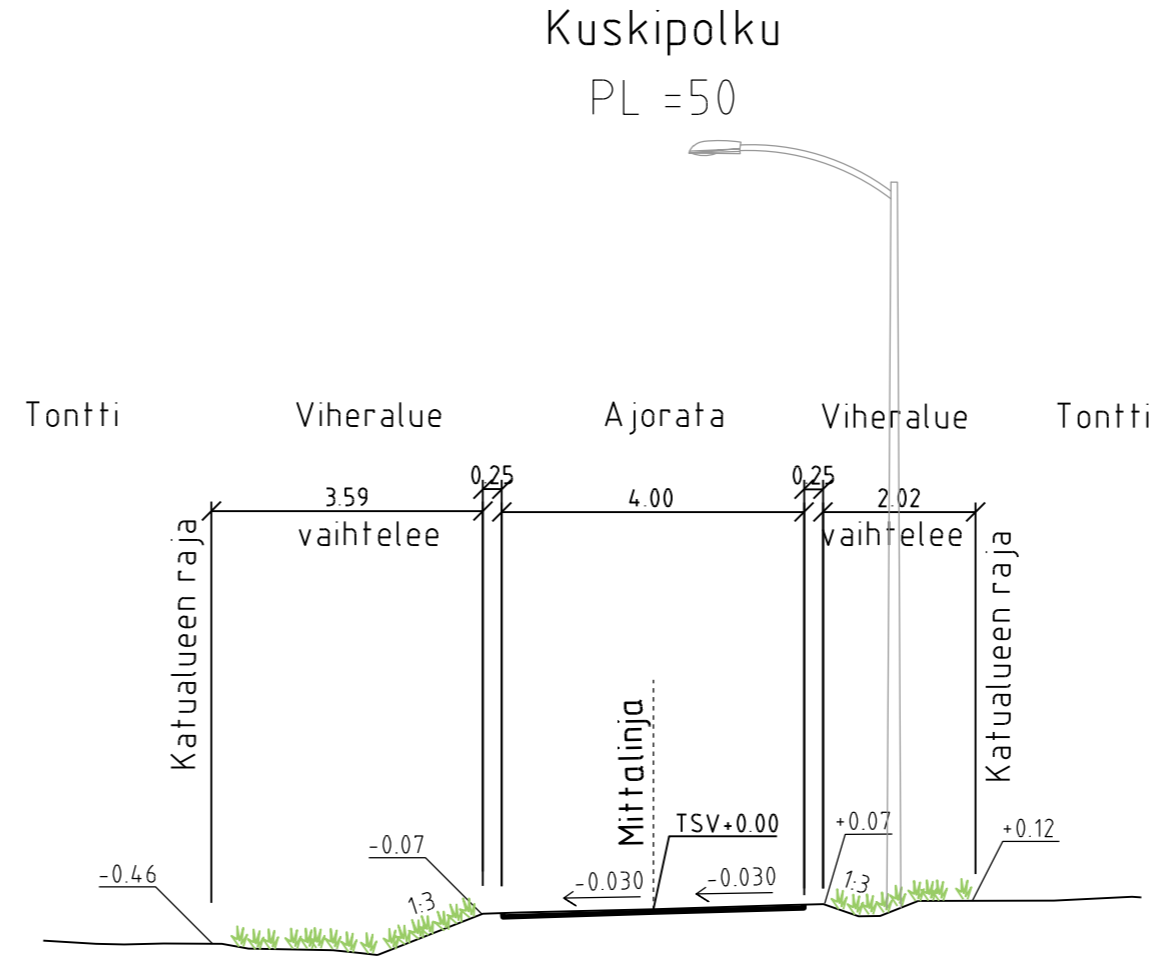 Kuskipolku
PL =50
Tontti
Viheralue
Ajorata
Viheralue
Tontti
0.25
0.25
3.59
4.00
2.02
vaihtelee
vaihtelee
Katualueen raja
Katualueen raja
Mittalinja
TSV+0.00
+0.07
+0.12
-0.07
-0.46
-0.030
-0.030
1:3
1:3